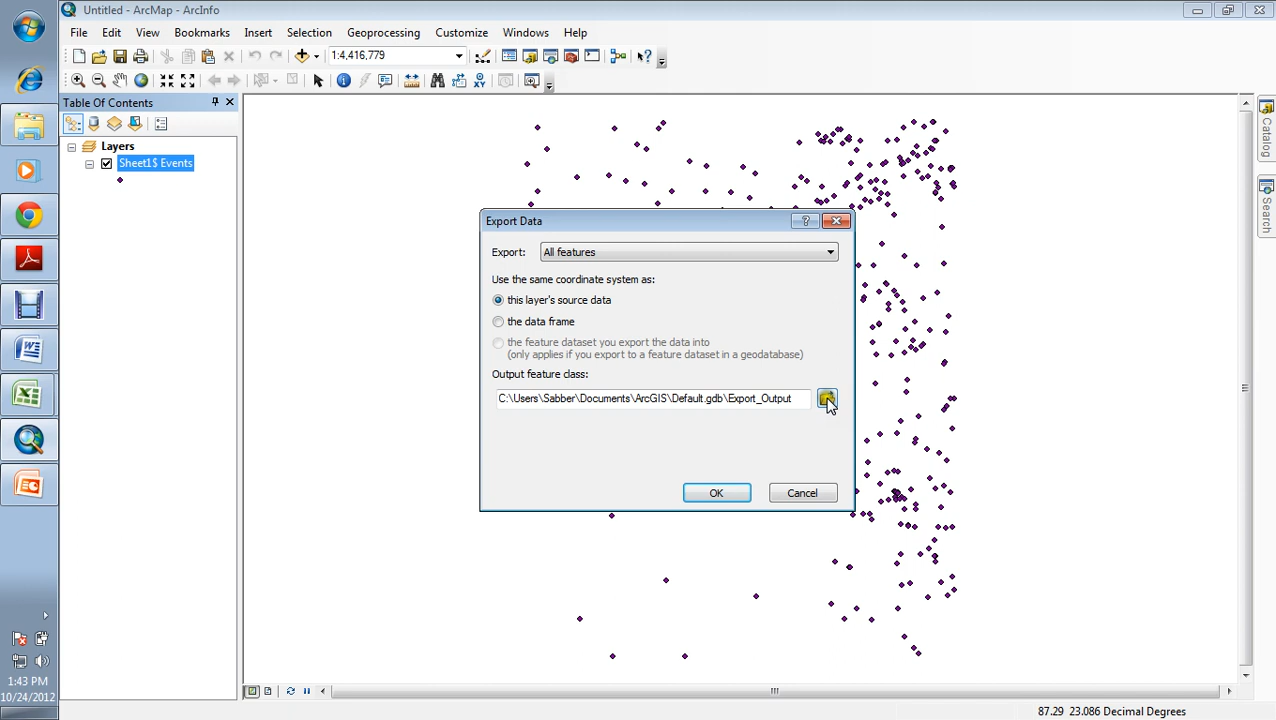 Untitled - ArcMap - ArcInfo
File Edit View Bookmarks Insert Selection Geoprocessing Customize Windows Help
1:4,416,779
Table Of Contents
Layers
Sheet1$ Events
Export Data
Export: All features
Use the same coordinate system as:
this layer's source data
the data frame
the feature dataset you export the data into
(only applies if you export to a feature dataset in a geodatabase)
Output feature class:
C:\Users\Sabber\Documents\ArcGIS\Default.gdb\Export_Output
OK Cancel
Catalog
Search
1:43 PM
10/24/2012
87.29 23.086 Decimal Degrees